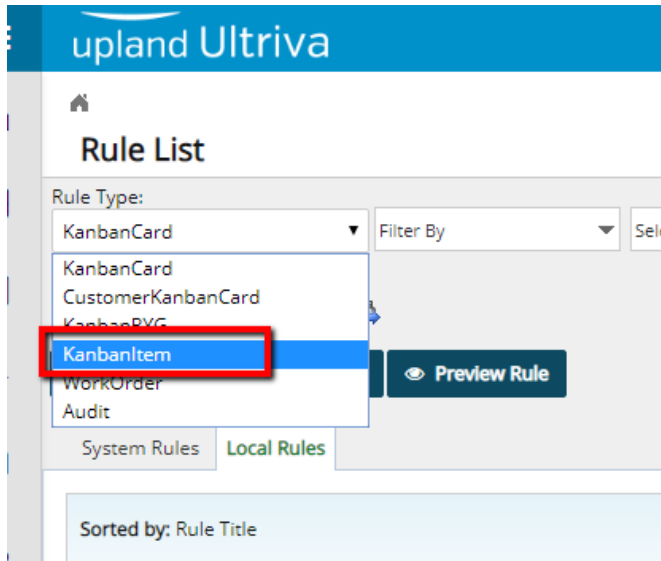 upland Ultriva
Rule List
Rule Type:
KanbanCard
Filter By
KanbanCard
CustomerKanbanCard
KanbanItem
WorkOrder
Preview Rule
Audit
System Rules
Local Rules
Sorted by: Rule Title